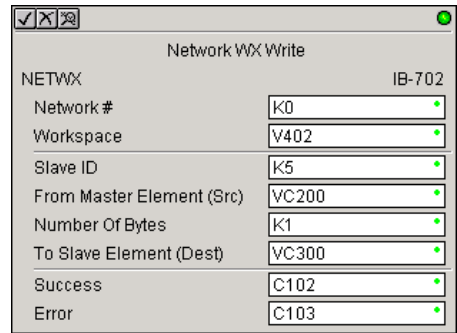 Network WX Write
NETWX IB-702
Network # K0
Workspace V402
Slave ID K5
From Master Element (Src) VC200
Number Of Bytes K1
To Slave Element (Dest) VC300
Success C102
Error C103